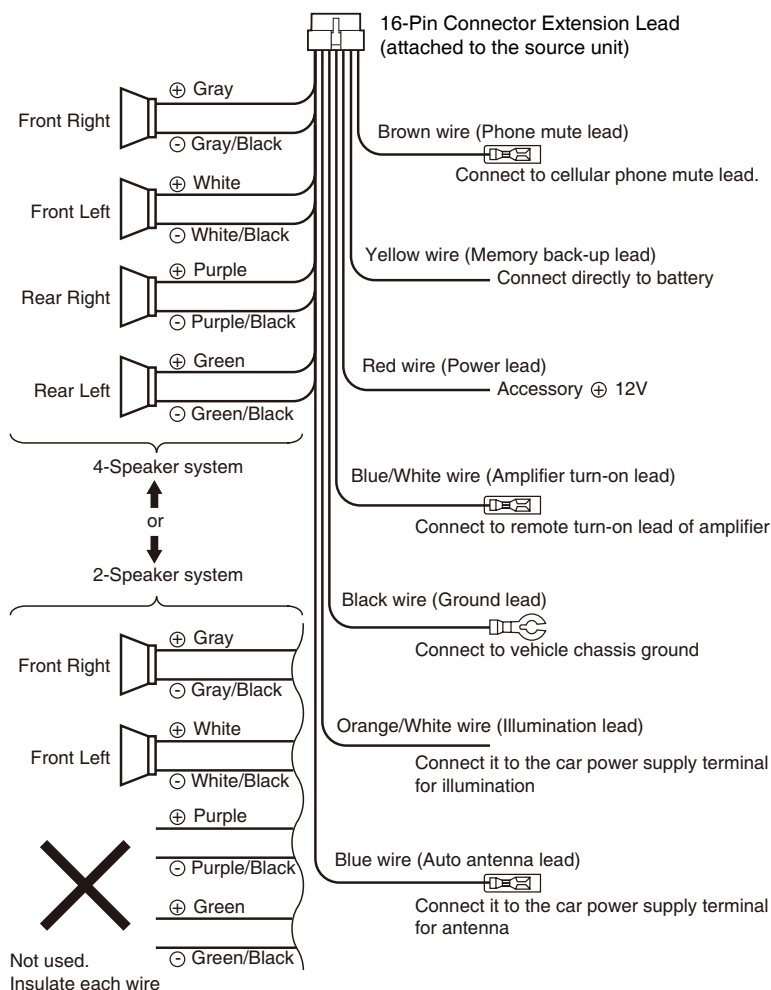 16-Pin Connector Extension Lead
(attached to the source unit)
Front Right
⊕ Gray
⊖ Gray/Black
Front Left
⊕ White
⊖ White/Black
Rear Right
⊕ Purple
⊖ Purple/Black
Rear Left
⊕ Green
⊖ Green/Black
4-Speaker system
or
2-Speaker system
Front Right
⊕ Gray
⊖ Gray/Black
Front Left
⊕ White
⊖ White/Black
⊕ Purple
⊖ Purple/Black
⊕ Green
⊖ Green/Black
Not used.
Insulate each wire
Brown wire (Phone mute lead)
Connect to cellular phone mute lead.
Yellow wire (Memory back-up lead)
Connect directly to battery
Red wire (Power lead)
Accessory ⊕ 12V
Blue/White wire (Amplifier turn-on lead)
Connect to remote turn-on lead of amplifier
Black wire (Ground lead)
Connect to vehicle chassis ground
Orange/White wire (Illumination lead)
Connect it to the car power supply terminal
for illumination
Blue wire (Auto antenna lead)
Connect it to the car power supply terminal
for antenna